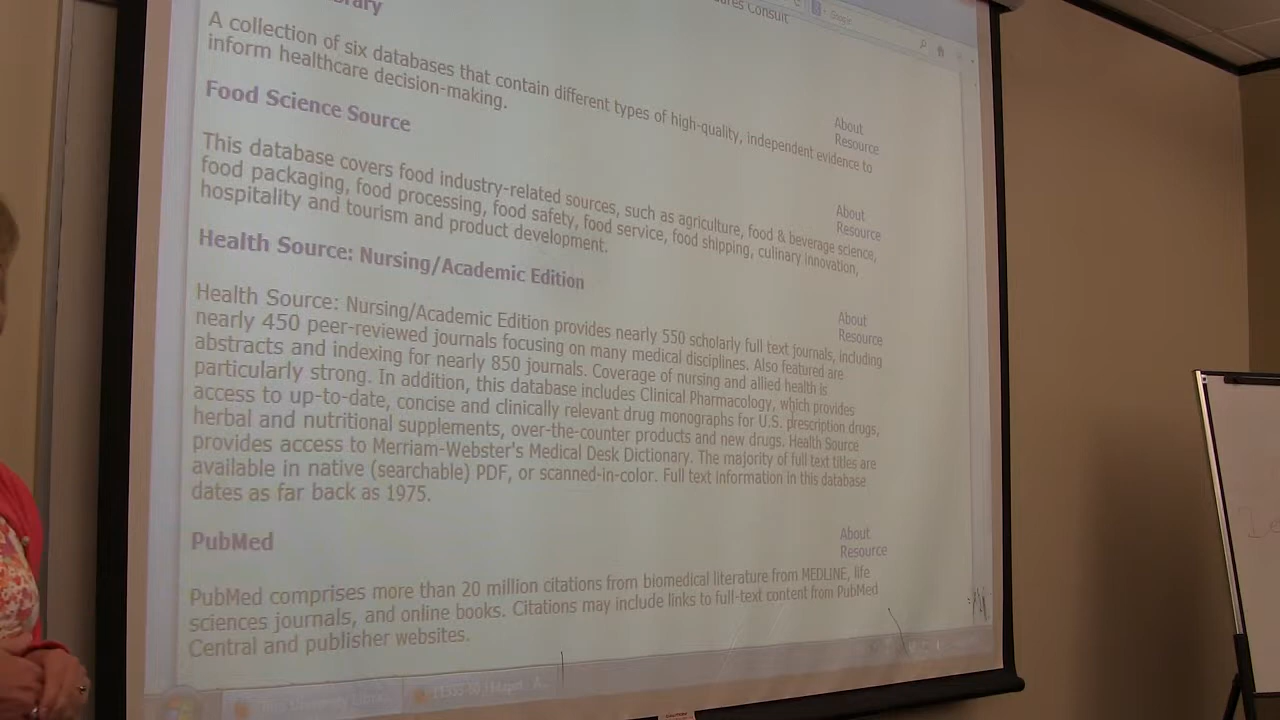 ures Consult
Google
A collection of six databases that contain different types of high-quality, independent evidence to
inform healthcare decision-making.
About
Resource
Food Science Source
This database covers food industry-related sources, such as agriculture, food & beverage science,
food packaging, food processing, food safety, food service, food shipping, culinary innovation,
hospitality and tourism and product development.
About
Resource
Health Source: Nursing/Academic Edition
Health Source: Nursing/Academic Edition provides nearly 550 scholarly full text journals, including
nearly 450 peer-reviewed journals focusing on many medical disciplines. Also featured are
abstracts and indexing for nearly 850 journals. Coverage of nursing and allied health is
particularly strong. In addition, this database includes Clinical Pharmacology, which provides
access to up-to-date, concise and clinically relevant drug monographs for U.S. prescription drugs,
herbal and nutritional supplements, over-the-counter products and new drugs. Health Source
provides access to Merriam-Webster's Medical Desk Dictionary. The majority of full text titles are
available in native (searchable) PDF, or scanned-in-color. Full text information in this database
dates as far back as 1975.
About
Resource
PubMed
PubMed comprises more than 20 million citations from biomedical literature from MEDLINE, life
sciences journals, and online books. Citations may include links to full-text content from PubMed
Central and publisher websites.
About
Resource